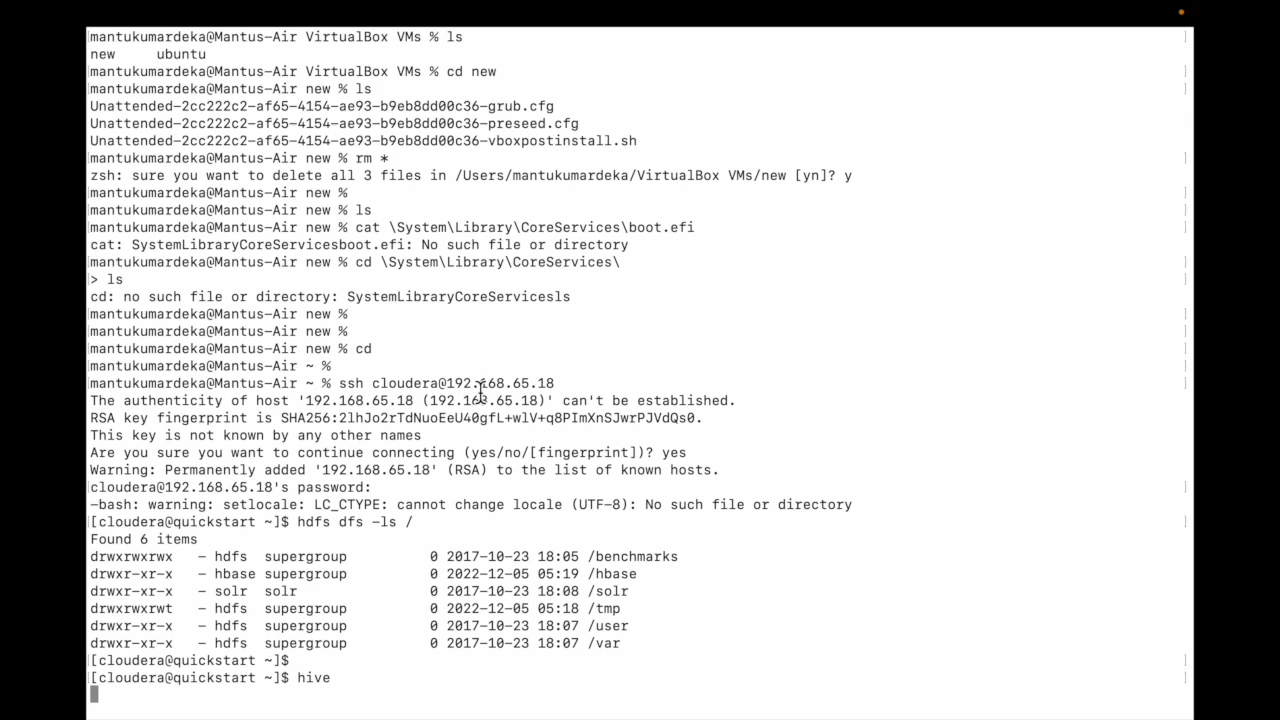 mantukumardeka@Mantus-Air VirtualBox VMs % ls
new     ubuntu
mantukumardeka@Mantus-Air VirtualBox VMs % cd new
mantukumardeka@Mantus-Air new % ls
Unattended-2cc222c2-af65-4154-ae93-b9eb8dd00c36-grub.cfg
Unattended-2cc222c2-af65-4154-ae93-b9eb8dd00c36-preseed.cfg
Unattended-2cc222c2-af65-4154-ae93-b9eb8dd00c36-vboxpostinstall.sh
mantukumardeka@Mantus-Air new % rm *
zsh: sure you want to delete all 3 files in /Users/mantukumardeka/VirtualBox VMs/new [yn]? y
mantukumardeka@Mantus-Air new %
mantukumardeka@Mantus-Air new % ls
mantukumardeka@Mantus-Air new % cat \System\Library\CoreServices\boot.efi
cat: SystemLibraryCoreServicesboot.efi: No such file or directory
mantukumardeka@Mantus-Air new % cd \System\Library\CoreServices\
> ls
cd: no such file or directory: SystemLibraryCoreServicesls
mantukumardeka@Mantus-Air new %
mantukumardeka@Mantus-Air new %
mantukumardeka@Mantus-Air new % cd
mantukumardeka@Mantus-Air ~ %
mantukumardeka@Mantus-Air ~ % ssh cloudera@192.168.65.18
The authenticity of host '192.168.65.18 (192.168.65.18)' can't be established.
RSA key fingerprint is SHA256:2lhJo2rTdNuoEeU40gfL+wlV+q8PImXnSJwrPJVdQs0.
This key is not known by any other names
Are you sure you want to continue connecting (yes/no/[fingerprint])? yes
Warning: Permanently added '192.168.65.18' (RSA) to the list of known hosts.
cloudera@192.168.65.18's password:
-bash: warning: setlocale: LC_CTYPE: cannot change locale (UTF-8): No such file or directory
[cloudera@quickstart ~]$ hdfs dfs -ls /
Found 6 items
drwxrwxrwx   - hdfs  supergroup          0 2017-10-23 18:05 /benchmarks
drwxr-xr-x   - hbase supergroup          0 2022-12-05 05:19 /hbase
drwxr-xr-x   - solr  solr                0 2017-10-23 18:08 /solr
drwxrwxrwt   - hdfs  supergroup          0 2022-12-05 05:18 /tmp
drwxr-xr-x   - hdfs  supergroup          0 2017-10-23 18:07 /user
drwxr-xr-x   - hdfs  supergroup          0 2017-10-23 18:07 /var
[cloudera@quickstart ~]$
[cloudera@quickstart ~]$ hive